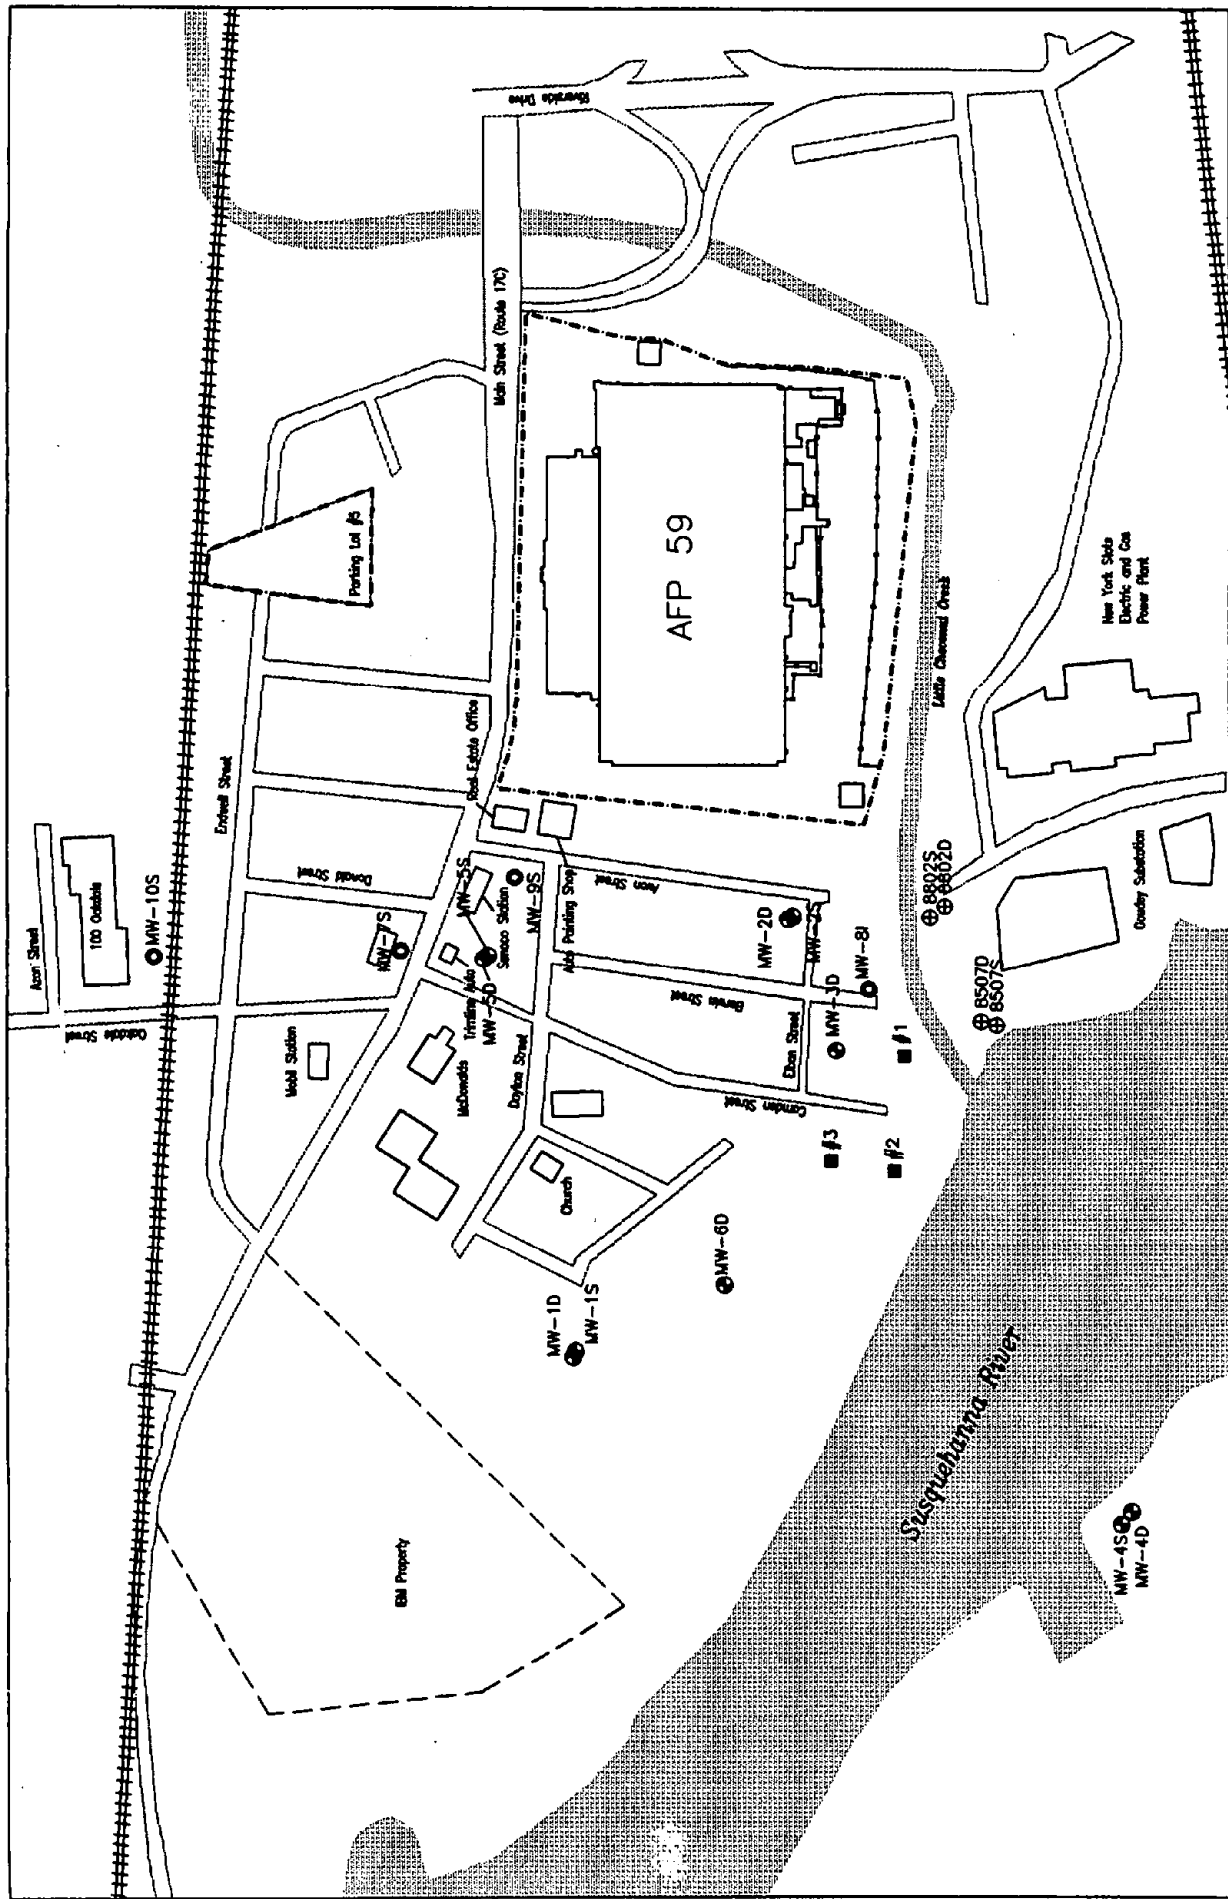 Riverside Drive
Main Street (Route 17C)
Parking Lot #5
AFP 59
New York State
Electric and Gas
Power Plant
Little Choconut Creek
Real Estate Office
Endwell Street
Acorn Street
100 Oakdale
MW-10S
Donald Street
MW-7S
MW-5S
Sunoco Station
MW-9S
Auto Painting Shop
Avon Street
MW-2D
MW-2S
8802S
8802D
Goudey Substation
Oakdale Street
Mobil Station
Trimline Auto
MW-5D
McDonalds
Dayton Street
Street
MW-8I
MW-3D
Street
#1
B507D
B507S
Camden Street
#3
#2
Church
MW-6D
MW-1D
MW-1S
Susquehanna River
IBM Property
MW-4S
MW-4D